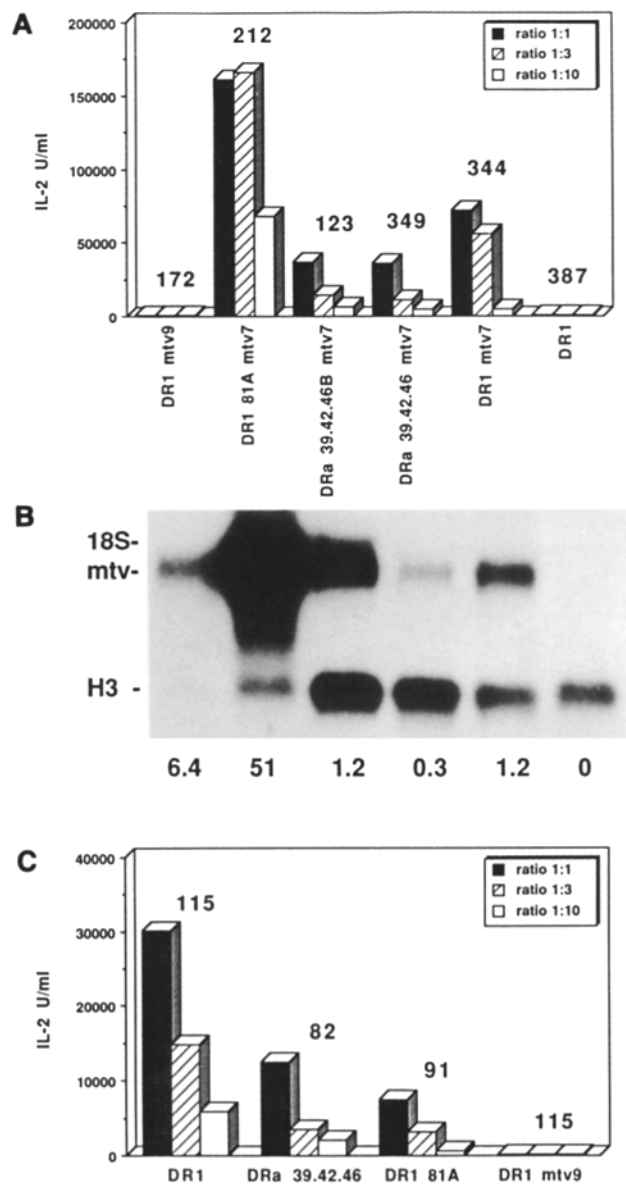 A
200000
150000
100000
50000
0
IL-2 U/ml
ratio 1:1
ratio 1:3
ratio 1:10
172
212
123
349
344
387
DR1 mtv9
DR1 81A mtv7
DRa 39.42.46B mtv7
DRa 39.42.46 mtv7
DR1 mtv7
DR1
B
18S-
mtv-
H3 -
6.4 51 1.2 0.3 1.2 0
C
40000
30000
20000
10000
0
IL-2 U/ml
ratio 1:1
ratio 1:3
ratio 1:10
115
82
91
115
DR1 DRa 39.42.46 DR1 81A DR1 mtv9